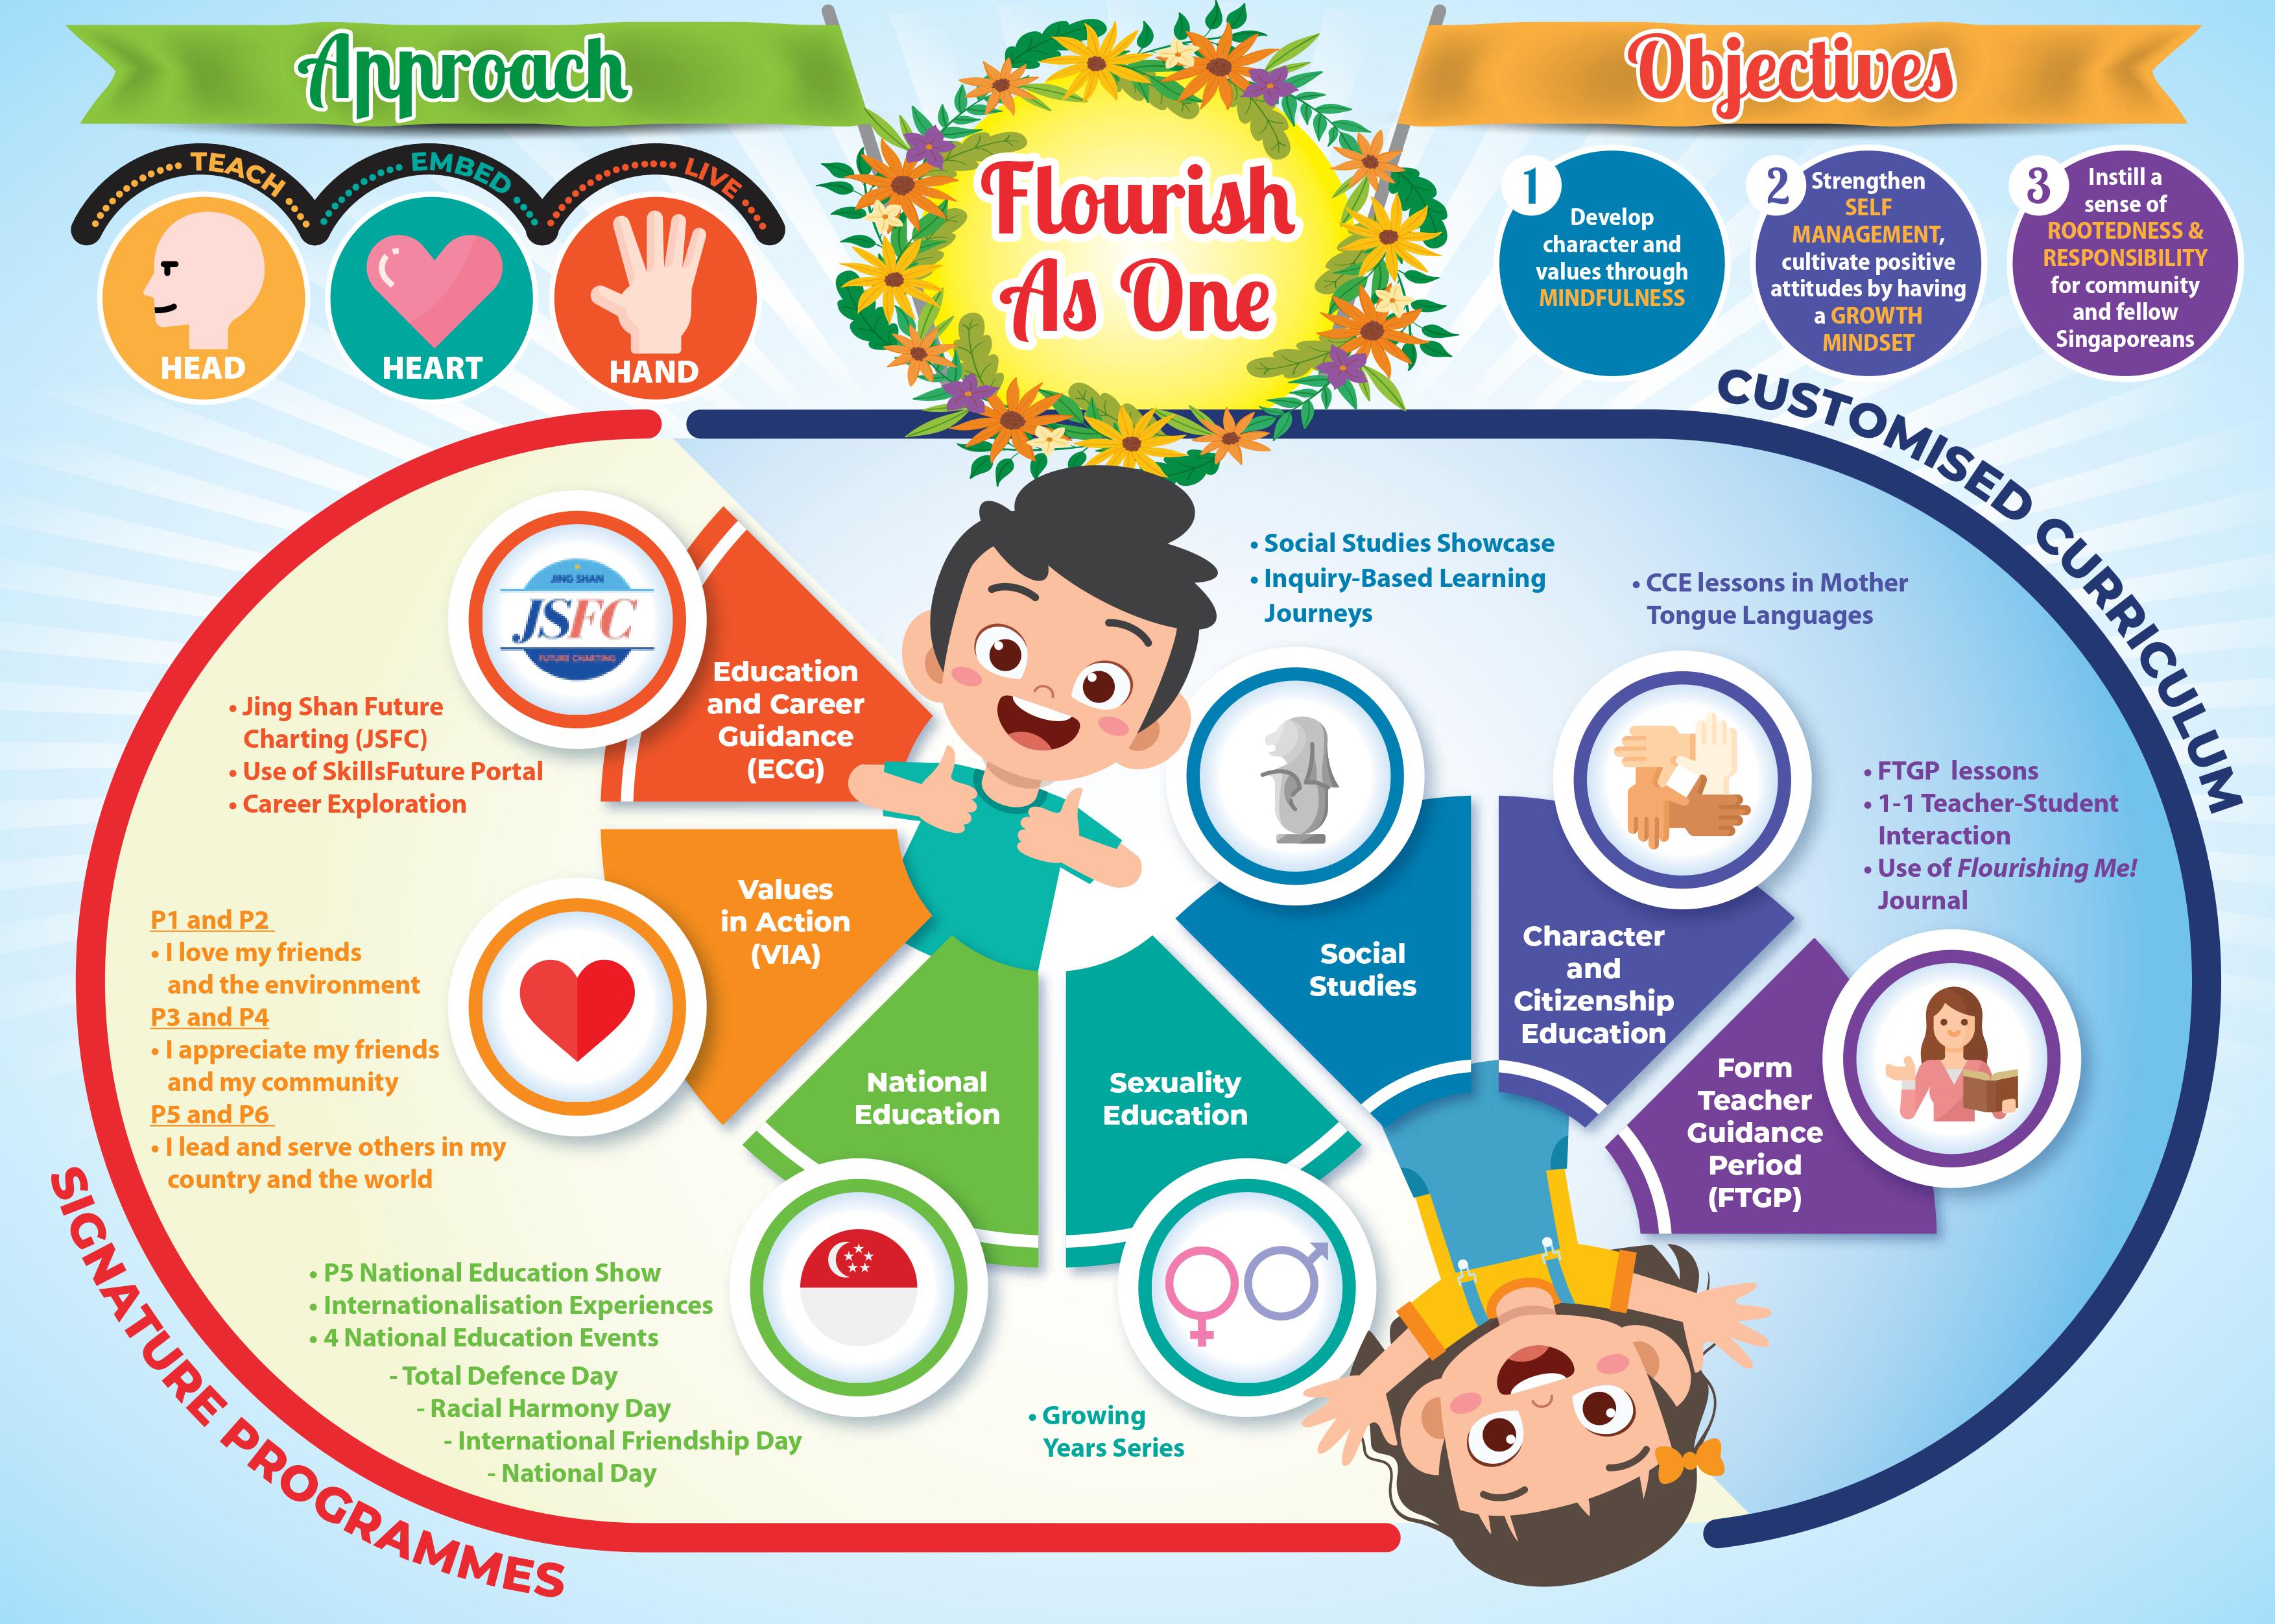 Approach
Flourish
As One
Objectives
TEACH
EMBED
LIVE
HEAD
HEART
HAND
1
Develop
character and
values through
MINDFULNESS
2
Strengthen
SELF
MANAGEMENT,
cultivate positive
attitudes by having
a GROWTH
MINDSET
3
Instill a
sense of
ROOTEDNESS &
RESPONSIBILITY
for community
and fellow
Singaporeans
CUSTOMISED CURRICULUM
JING SHAN
JSFC
FUTURE CHARTING
Education
and Career
Guidance
(ECG)
• Jing Shan Future
Charting (JSFC)
• Use of SkillsFuture Portal
• Career Exploration
Values
in Action
(VIA)
P1 and P2
• I love my friends
and the environment
P3 and P4
• I appreciate my friends
and my community
P5 and P6
• I lead and serve others in my
country and the world
National
Education
• P5 National Education Show
• Internationalisation Experiences
• 4 National Education Events
- Total Defence Day
- Racial Harmony Day
- International Friendship Day
- National Day
Sexuality
Education
• Growing
Years Series
• Social Studies Showcase
• Inquiry-Based Learning
Journeys
Social
Studies
• CCE lessons in Mother
Tongue Languages
Character
and
Citizenship
Education
• FTGP lessons
• 1-1 Teacher-Student
Interaction
• Use of Flourishing Me!
Journal
Form
Teacher
Guidance
Period
(FTGP)
SIGNATURE PROGRAMMES